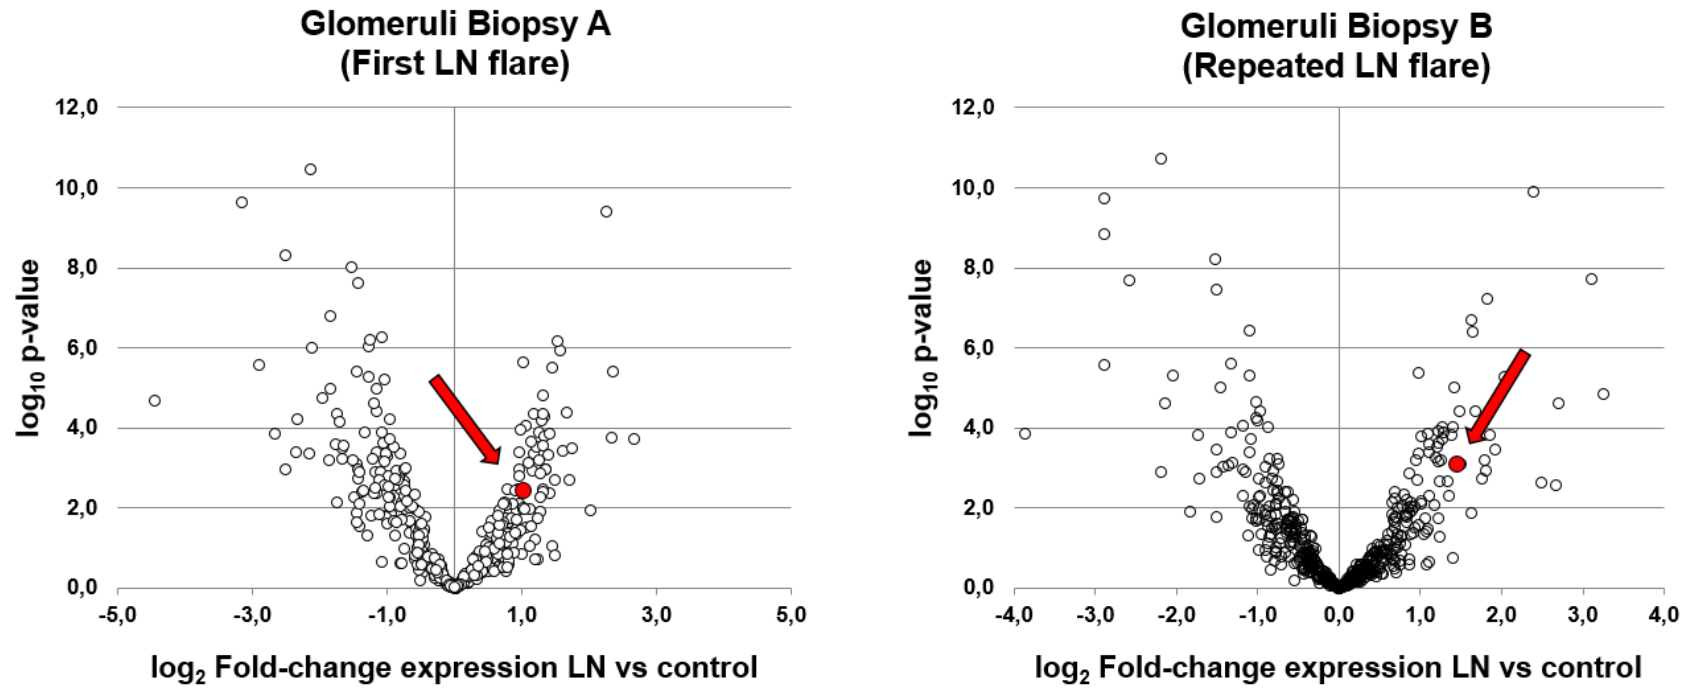 Glomeruli Biopsy A
(First LN flare)
12,0
10,0
8,0
6,0
4,0
2,0
0,0
-5,0 -3,0 -1,0 1,0 3,0 5,0
log₁₀ p-value
log₂ Fold-change expression LN vs control
Glomeruli Biopsy B
(Repeated LN flare)
12,0
10,0
8,0
6,0
4,0
2,0
0,0
-4,0 -3,0 -2,0 -1,0 0,0 1,0 2,0 3,0 4,0
log₁₀ p-value
log₂ Fold-change expression LN vs control